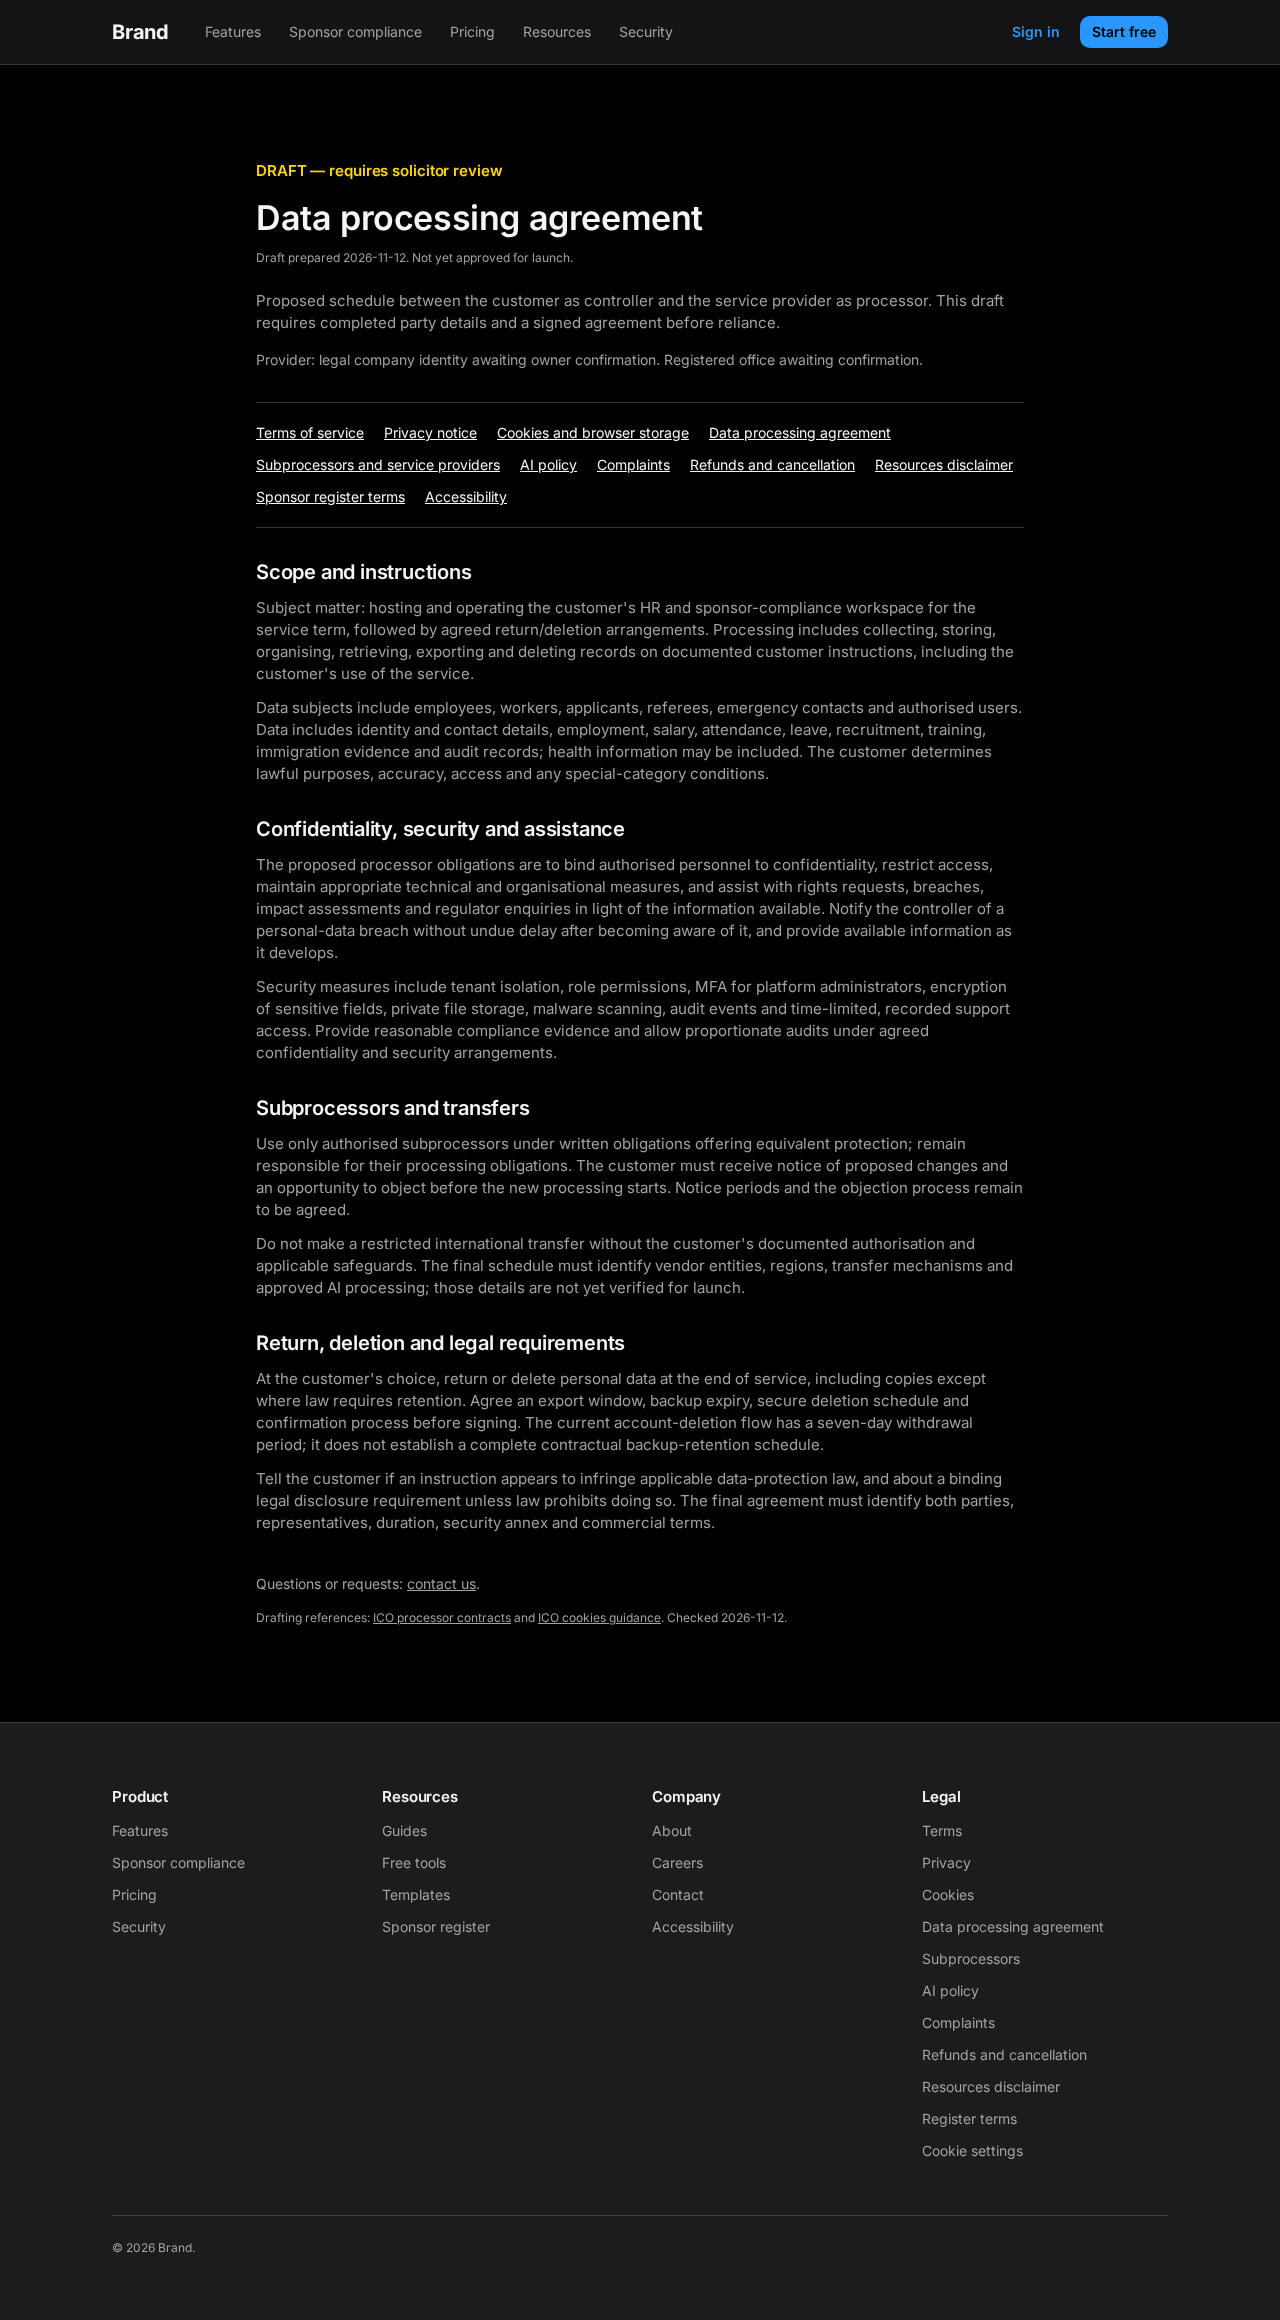 Brand Features Sponsor compliance Pricing Resources Security Sign in Start free
DRAFT — requires solicitor review
Data processing agreement
Draft prepared 2026-11-12. Not yet approved for launch.
Proposed schedule between the customer as controller and the service provider as processor. This draft
requires completed party details and a signed agreement before reliance.
Provider: legal company identity awaiting owner confirmation. Registered office awaiting confirmation.
Terms of service Privacy notice Cookies and browser storage Data processing agreement
Subprocessors and service providers AI policy Complaints Refunds and cancellation Resources disclaimer
Sponsor register terms Accessibility
Scope and instructions
Subject matter: hosting and operating the customer's HR and sponsor-compliance workspace for the
service term, followed by agreed return/deletion arrangements. Processing includes collecting, storing,
organising, retrieving, exporting and deleting records on documented customer instructions, including the
customer's use of the service.
Data subjects include employees, workers, applicants, referees, emergency contacts and authorised users.
Data includes identity and contact details, employment, salary, attendance, leave, recruitment, training,
immigration evidence and audit records; health information may be included. The customer determines
lawful purposes, accuracy, access and any special-category conditions.
Confidentiality, security and assistance
The proposed processor obligations are to bind authorised personnel to confidentiality, restrict access,
maintain appropriate technical and organisational measures, and assist with rights requests, breaches,
impact assessments and regulator enquiries in light of the information available. Notify the controller of a
personal-data breach without undue delay after becoming aware of it, and provide available information as
it develops.
Security measures include tenant isolation, role permissions, MFA for platform administrators, encryption
of sensitive fields, private file storage, malware scanning, audit events and time-limited, recorded support
access. Provide reasonable compliance evidence and allow proportionate audits under agreed
confidentiality and security arrangements.
Subprocessors and transfers
Use only authorised subprocessors under written obligations offering equivalent protection; remain
responsible for their processing obligations. The customer must receive notice of proposed changes and
an opportunity to object before the new processing starts. Notice periods and the objection process remain
to be agreed.
Do not make a restricted international transfer without the customer's documented authorisation and
applicable safeguards. The final schedule must identify vendor entities, regions, transfer mechanisms and
approved AI processing; those details are not yet verified for launch.
Return, deletion and legal requirements
At the customer's choice, return or delete personal data at the end of service, including copies except
where law requires retention. Agree an export window, backup expiry, secure deletion schedule and
confirmation process before signing. The current account-deletion flow has a seven-day withdrawal
period; it does not establish a complete contractual backup-retention schedule.
Tell the customer if an instruction appears to infringe applicable data-protection law, and about a binding
legal disclosure requirement unless law prohibits doing so. The final agreement must identify both parties,
representatives, duration, security annex and commercial terms.
Questions or requests: contact us.
Drafting references: ICO processor contracts and ICO cookies guidance. Checked 2026-11-12.
Product
Features
Sponsor compliance
Pricing
Security
Resources
Guides
Free tools
Templates
Sponsor register
Company
About
Careers
Contact
Accessibility
Legal
Terms
Privacy
Cookies
Data processing agreement
Subprocessors
AI policy
Complaints
Refunds and cancellation
Resources disclaimer
Register terms
Cookie settings
© 2026 Brand.